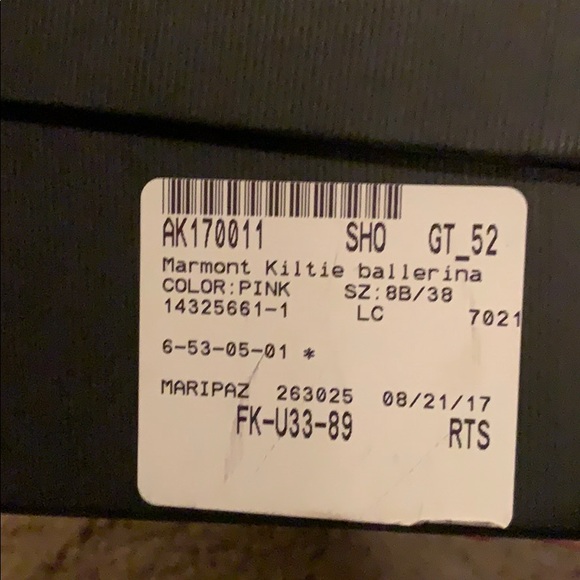 AK170011 SHO GT_52
Marmont Kiltie ballerina
COLOR:PINK SZ:8B/38
14325661-1 LC 7021
6-53-05-01 *
MARIPAZ 263025 08/21/17
FK-U33-89 RTS